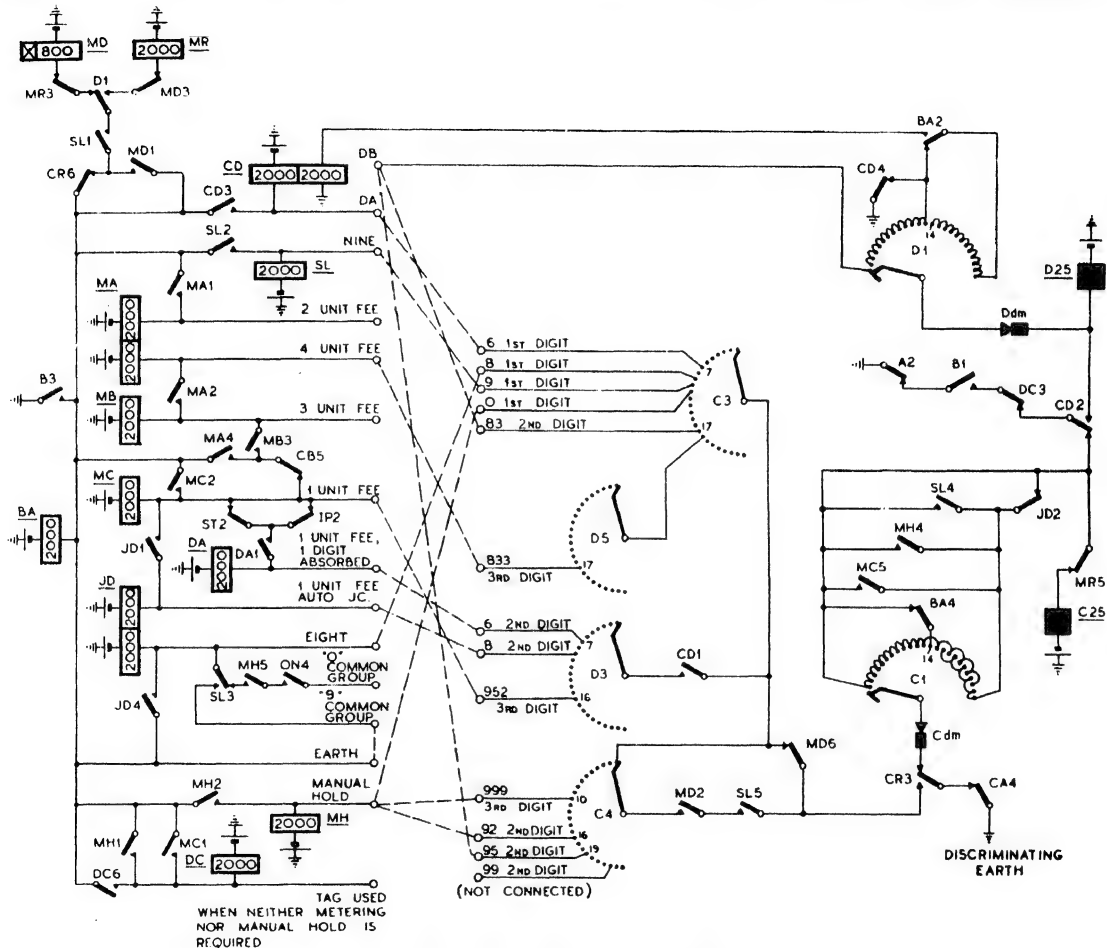 800 MD
2000 MR
MR3
D1
MD3
SL1
MD1
CR6
CD
2000 2000
CD3
DB
DA
BA2
CD4
14
D1
D25
SL2
NINE
2000 SL
MA
2000
MA1
2 UNIT FEE
2000
4 UNIT FEE
MA2
B3
MB
2000
3 UNIT FEE
MA4
MB3
CB5
MC
2000
MC2
1 UNIT FEE
ST2
IP2
BA
2000
JD1
DA
2000
DA1
1 UNIT FEE,
1 DIGIT
ABSORBED
JD
2000
1 UNIT FEE
AUTO JC.
2000
EIGHT
"O"
COMMON
GROUP
SL3
MH5
ON4
"9"
COMMON
GROUP
JD4
EARTH
MANUAL
HOLD
MH2
2000
MH
MH1
MC1
DC
2000
DC6
TAG USED
WHEN NEITHER METERING
NOR MANUAL HOLD IS
REQUIRED
6 1ST DIGIT
8 1ST DIGIT
9 1ST DIGIT
0 1ST DIGIT
83 2ND DIGIT
7
17
C3
833
3RD DIGIT
17
D5
6 2ND DIGIT
8 2ND DIGIT
952
3RD DIGIT
7
16
D3
CD1
999
3RD DIGIT
92 2ND DIGIT
95 2ND DIGIT
99 2ND DIGIT
(NOT CONNECTED)
10
16
19
C4
MD2
SL5
MD6
Ddm
A2
B1
DC3
CD2
SL4
JD2
MH4
MC5
BA4
14
C1
MR5
C25
Cdm
CR3
CA4
DISCRIMINATING
EARTH